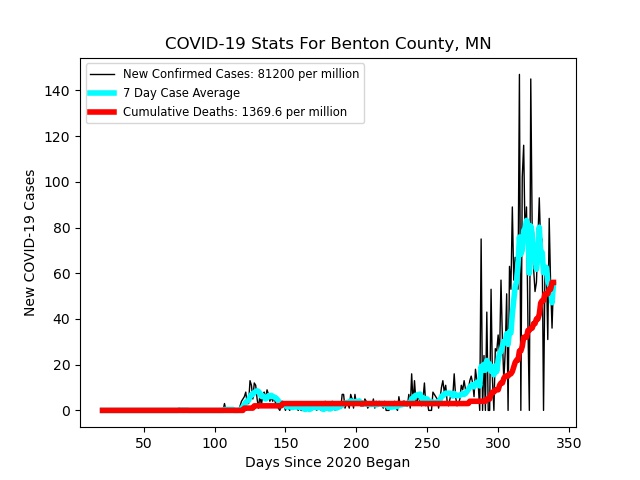 COVID-19 Stats For Benton County, MN
New Confirmed Cases: 81200 per million
7 Day Case Average
Cumulative Deaths: 1369.6 per million
New COVID-19 Cases
140
120
100
80
60
40
20
0
50 100 150 200 250 300 350
Days Since 2020 Began